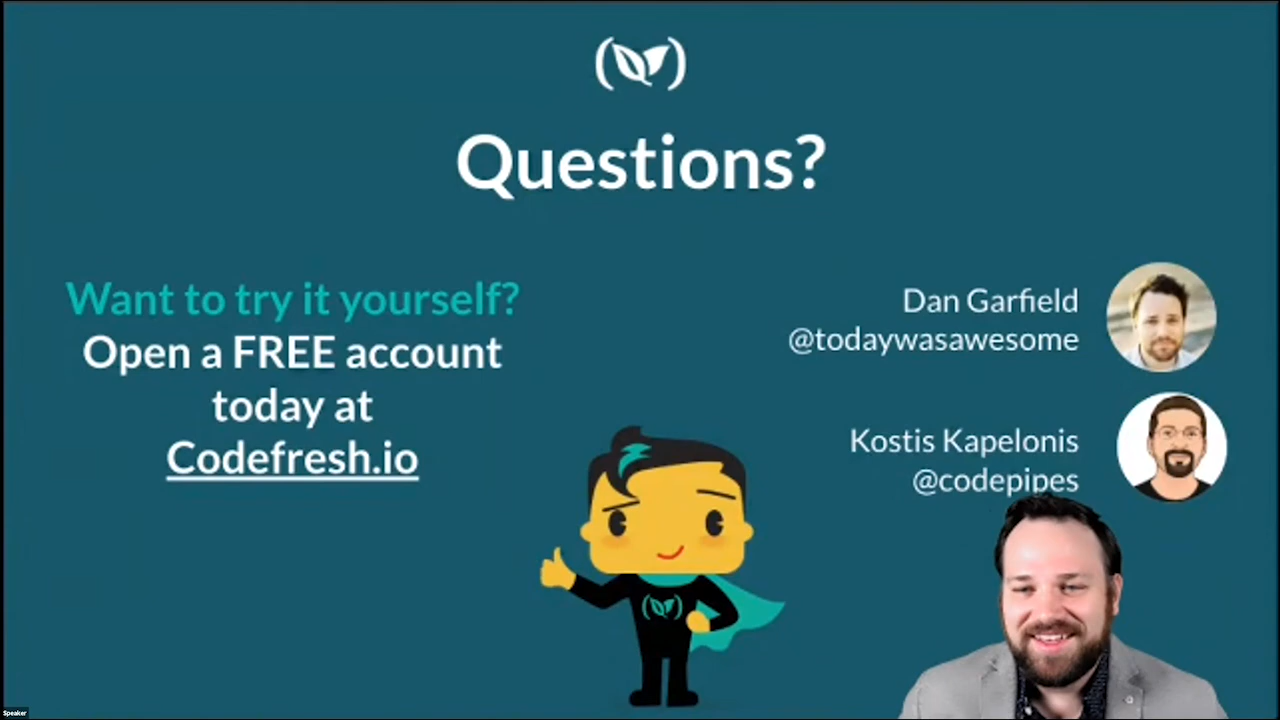 Questions?
Want to try it yourself?
Open a FREE account
today at
Codefresh.io
Dan Garfield
@todaywasawesome
Kostis Kapelonis
@codepipes
Speaker